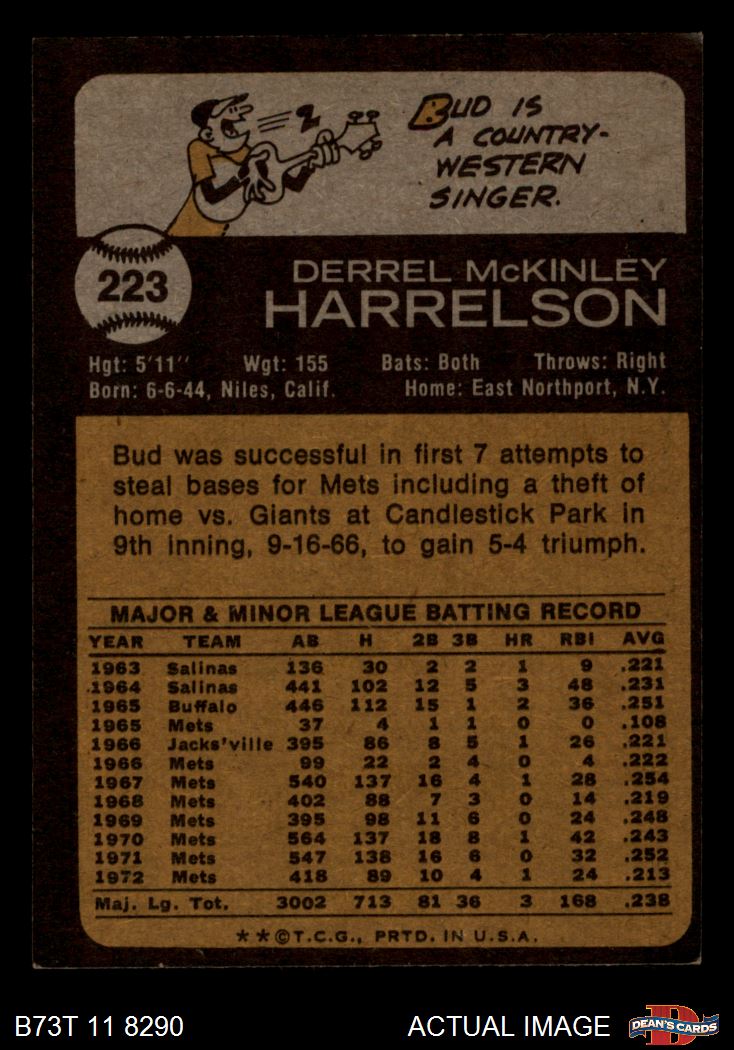 BUD IS
A COUNTRY-
WESTERN
SINGER.
223
DERREL McKINLEY
HARRELSON
Hgt: 5'11'' Wgt: 155 Bats: Both Throws: Right
Born: 6-6-44, Niles, Calif. Home: East Northport, N.Y.
Bud was successful in first 7 attempts to
steal bases for Mets including a theft of
home vs. Giants at Candlestick Park in
9th inning, 9-16-66, to gain 5-4 triumph.
MAJOR & MINOR LEAGUE BATTING RECORD
YEAR TEAM AB H 2B 3B HR RBI AVG
1963 Salinas 136 30 2 2 1 9 .221
1964 Salinas 441 102 12 5 3 48 .231
1965 Buffalo 446 112 15 1 2 36 .251
1965 Mets 37 4 1 1 0 0 .108
1966 Jacks'ville 395 86 8 5 1 26 .221
1966 Mets 99 22 2 4 0 4 .222
1967 Mets 540 137 16 4 1 28 .254
1968 Mets 402 88 7 3 0 14 .219
1969 Mets 395 98 11 6 0 24 .248
1970 Mets 564 137 18 8 1 42 .243
1971 Mets 547 138 16 6 0 32 .252
1972 Mets 418 89 10 4 1 24 .213
Maj. Lg. Tot. 3002 713 81 36 3 168 .238
**©T.C.G., PRTD. IN U.S.A.
B73T 11 8290 ACTUAL IMAGE DEAN'S CARDS